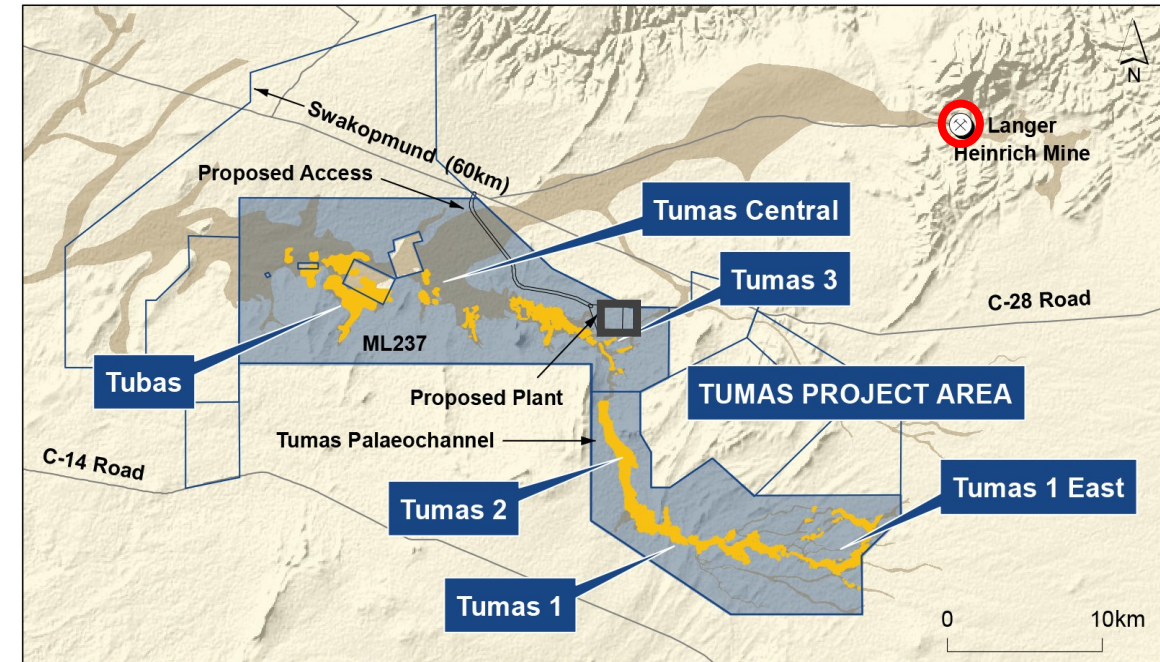 N
Langer
Heinrich Mine
Swakopmund (60km)
Proposed Access
Tumas Central
Tumas 3
C-28 Road
ML237
Tubas
Proposed Plant
TUMAS PROJECT AREA
Tumas Palaeochannel
C-14 Road
Tumas 2
Tumas 1 East
Tumas 1
0 10km